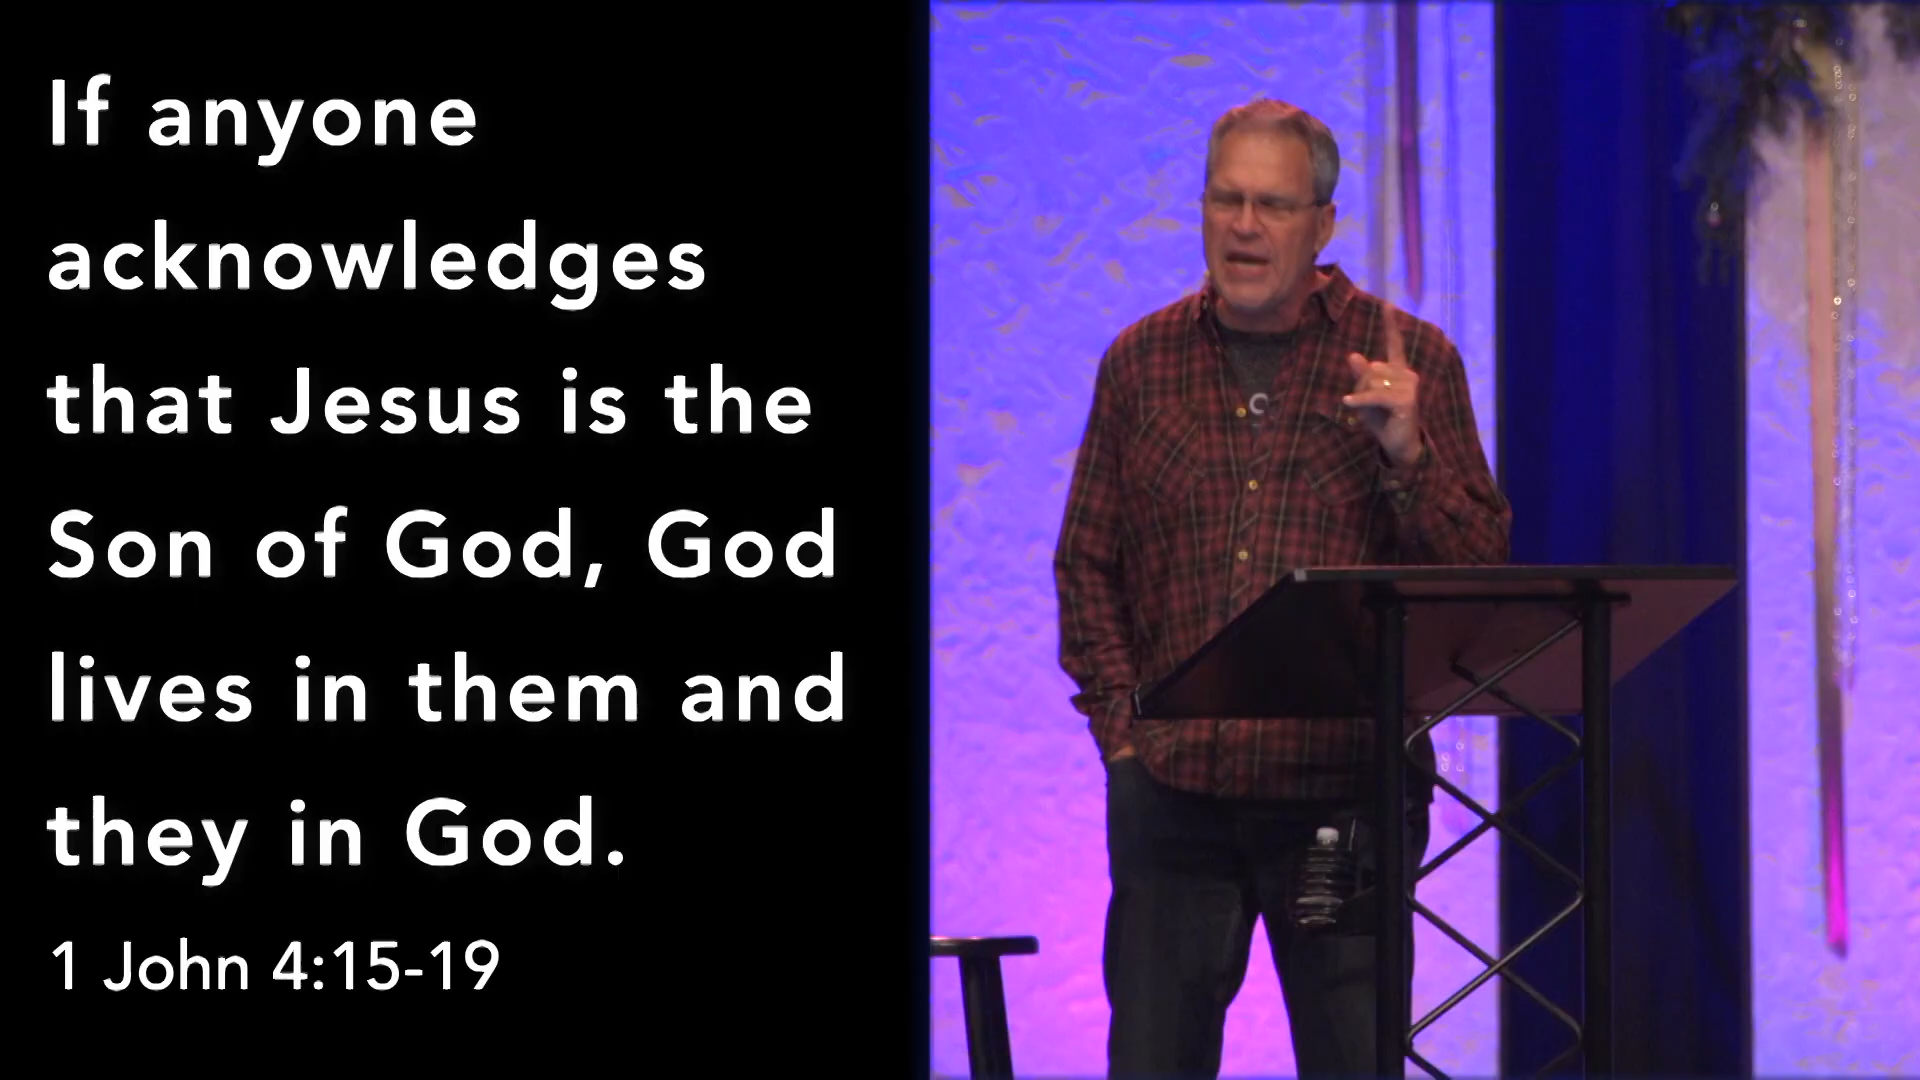 If anyone
acknowledges
that Jesus is the
Son of God, God
lives in them and
they in God.
1 John 4:15-19